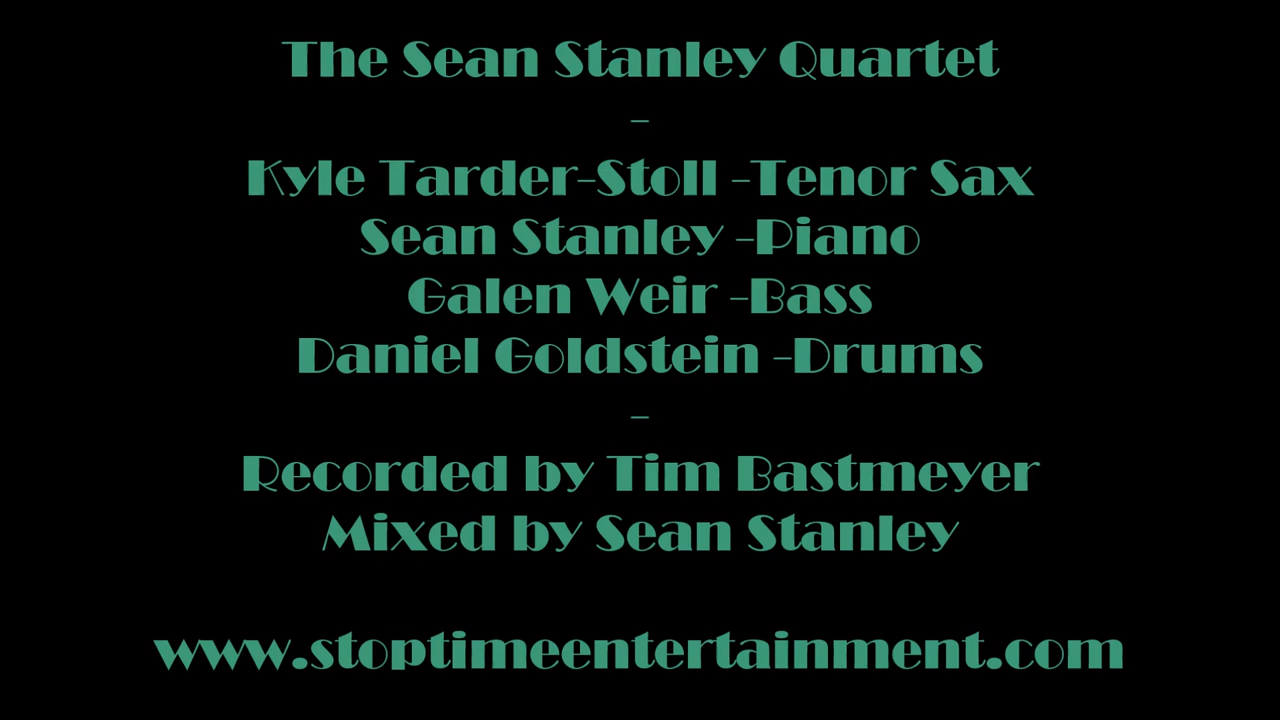 The Sean Stanley Quartet
-
Kyle Tarder-Stoll -Tenor Sax
Sean Stanley -Piano
Galen Weir -Bass
Daniel Goldstein -Drums
-
Recorded by Tim Bastmeyer
Mixed by Sean Stanley
www.stoptimeentertainment.com